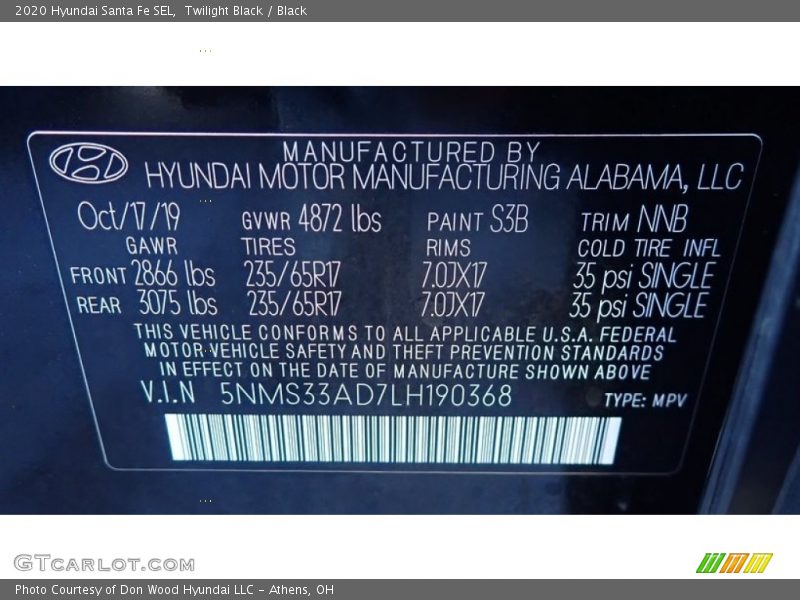 2020 Hyundai Santa Fe SEL,  Twilight Black / Black
MANUFACTURED BY
HYUNDAI MOTOR MANUFACTURING ALABAMA, LLC
Oct/17/19 GVWR 4872 lbs PAINT S3B TRIM NNB
GAWR TIRES RIMS COLD TIRE INFL
FRONT 2866 lbs 235/65R17 7.0JX17 35 psi SINGLE
REAR 3075 lbs 235/65R17 7.0JX17 35 psi SINGLE
THIS VEHICLE CONFORMS TO ALL APPLICABLE U.S.A. FEDERAL
MOTOR VEHICLE SAFETY AND THEFT PREVENTION STANDARDS
IN EFFECT ON THE DATE OF MANUFACTURE SHOWN ABOVE
V.I.N 5NMS33AD7LH190368 TYPE: MPV
GTCARLOT.COM
Photo Courtesy of Don Wood Hyundai LLC - Athens, OH